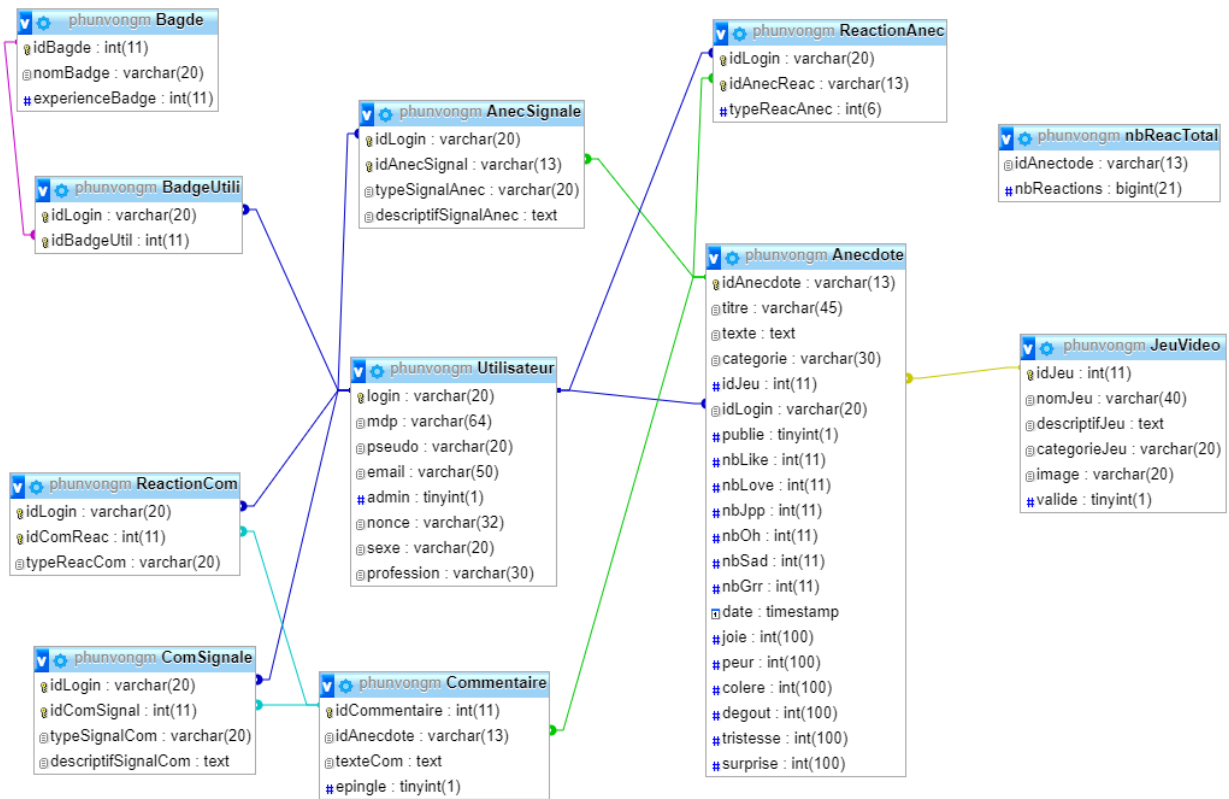 phunvongm Bagde
idBagde : int(11)
nomBadge : varchar(20)
experienceBadge : int(11)
phunvongm BadgeUtili
idLogin : varchar(20)
idBadgeUtil : int(11)
phunvongm AnecSignale
idLogin : varchar(20)
idAnecSignal : varchar(13)
typeSignalAnec : varchar(20)
descriptifSignalAnec : text
phunvongm ReactionAnec
idLogin : varchar(20)
idAnecReac : varchar(13)
typeReacAnec : int(6)
phunvongm nbReacTotal
idAnectode : varchar(13)
nbReactions : bigint(21)
phunvongm Utilisateur
login : varchar(20)
mdp : varchar(64)
pseudo : varchar(20)
email : varchar(50)
admin : tinyint(1)
nonce : varchar(32)
sexe : varchar(20)
profession : varchar(30)
phunvongm Anecdote
idAnecdote : varchar(13)
titre : varchar(45)
texte : text
categorie : varchar(30)
idJeu : int(11)
idLogin : varchar(20)
publie : tinyint(1)
nbLike : int(11)
nbLove : int(11)
nbJpp : int(11)
nbOh : int(11)
nbSad : int(11)
nbGrr : int(11)
date : timestamp
joie : int(100)
peur : int(100)
colere : int(100)
degout : int(100)
tristesse : int(100)
surprise : int(100)
phunvongm JeuVideo
idJeu : int(11)
nomJeu : varchar(40)
descriptifJeu : text
categorieJeu : varchar(20)
image : varchar(20)
valide : tinyint(1)
phunvongm ReactionCom
idLogin : varchar(20)
idComReac : int(11)
typeReacCom : varchar(20)
phunvongm ComSignale
idLogin : varchar(20)
idComSignal : int(11)
typeSignalCom : varchar(20)
descriptifSignalCom : text
phunvongm Commentaire
idCommentaire : int(11)
idAnecdote : varchar(13)
texteCom : text
epingle : tinyint(1)